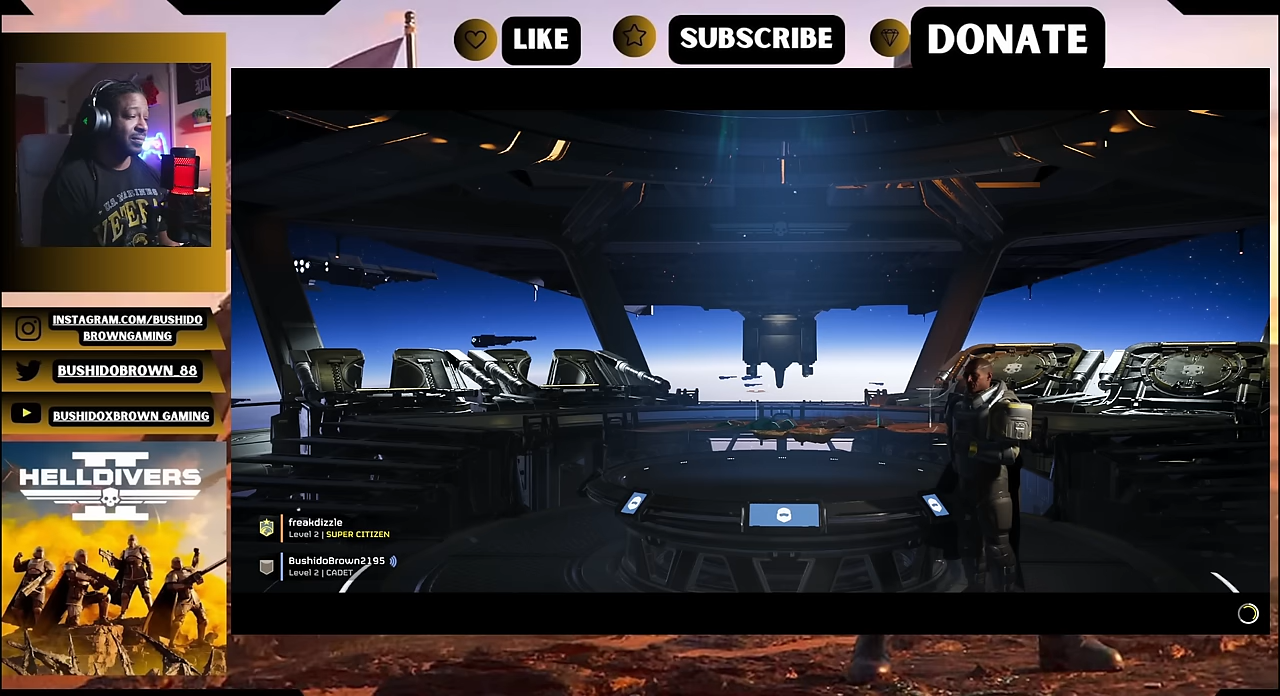 LIKE
SUBSCRIBE
DONATE
VETER
INSTAGRAM.COM/BUSHIDO
BROWNGAMING
BUSHIDOBROWN_88
BUSHIDOXBROWN GAMING
HELLDIVERS
II
freakdizzle
Level 2 | SUPER CITIZEN
BushidoBrown2195
Level 2 | CADET